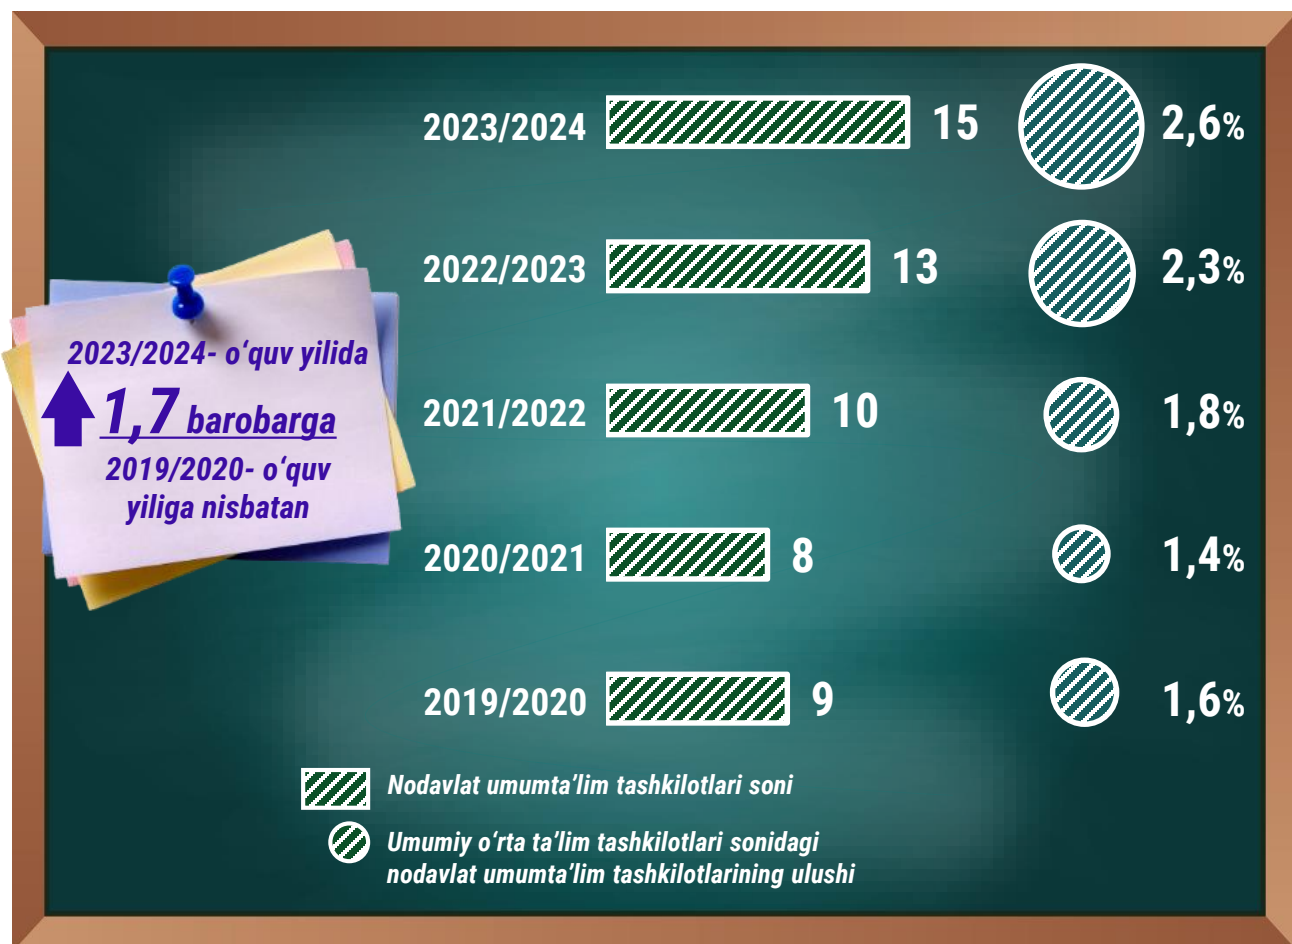 2023/2024 15 2,6%
2022/2023 13 2,3%
2023/2024- o‘quv yilida
1,7 barobarga
2019/2020- o‘quv
yiliga nisbatan
2021/2022 10 1,8%
2020/2021 8 1,4%
2019/2020 9 1,6%
Nodavlat umumta’lim tashkilotlari soni
Umumiy o‘rta ta’lim tashkilotlari sonidagi
nodavlat umumta’lim tashkilotlarining ulushi